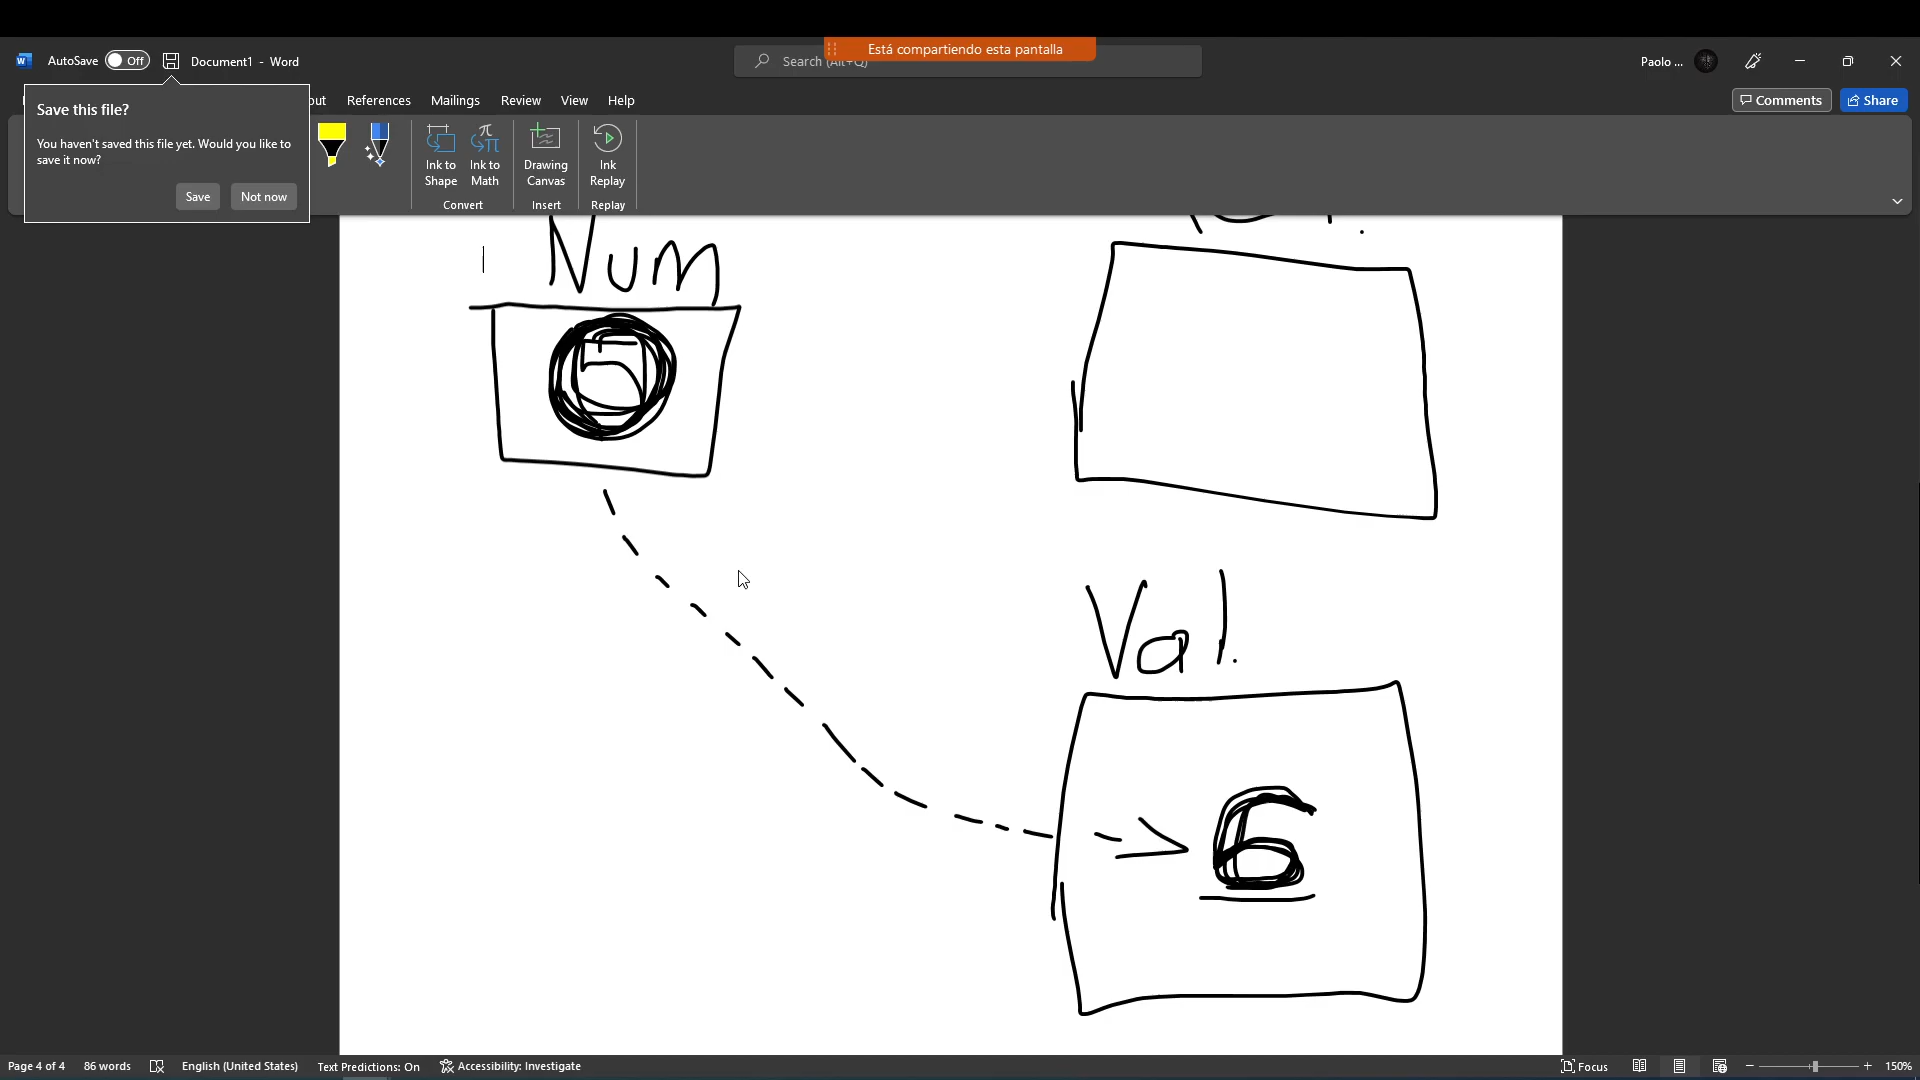 Está compartiendo esta pantalla
AutoSave Off Document1 - Word
Search (Alt+Q)
Paolo ...
References Mailings Review View Help
Comments Share
Save this file?
You haven't saved this file yet. Would you like to
save it now?
Save Not now
Ink to
Shape
Ink to
Math
Drawing
Canvas
Ink
Replay
Convert Insert Replay
Num
5
Val.
6
Page 4 of 4 86 words English (United States) Text Predictions: On Accessibility: Investigate
Focus 150%